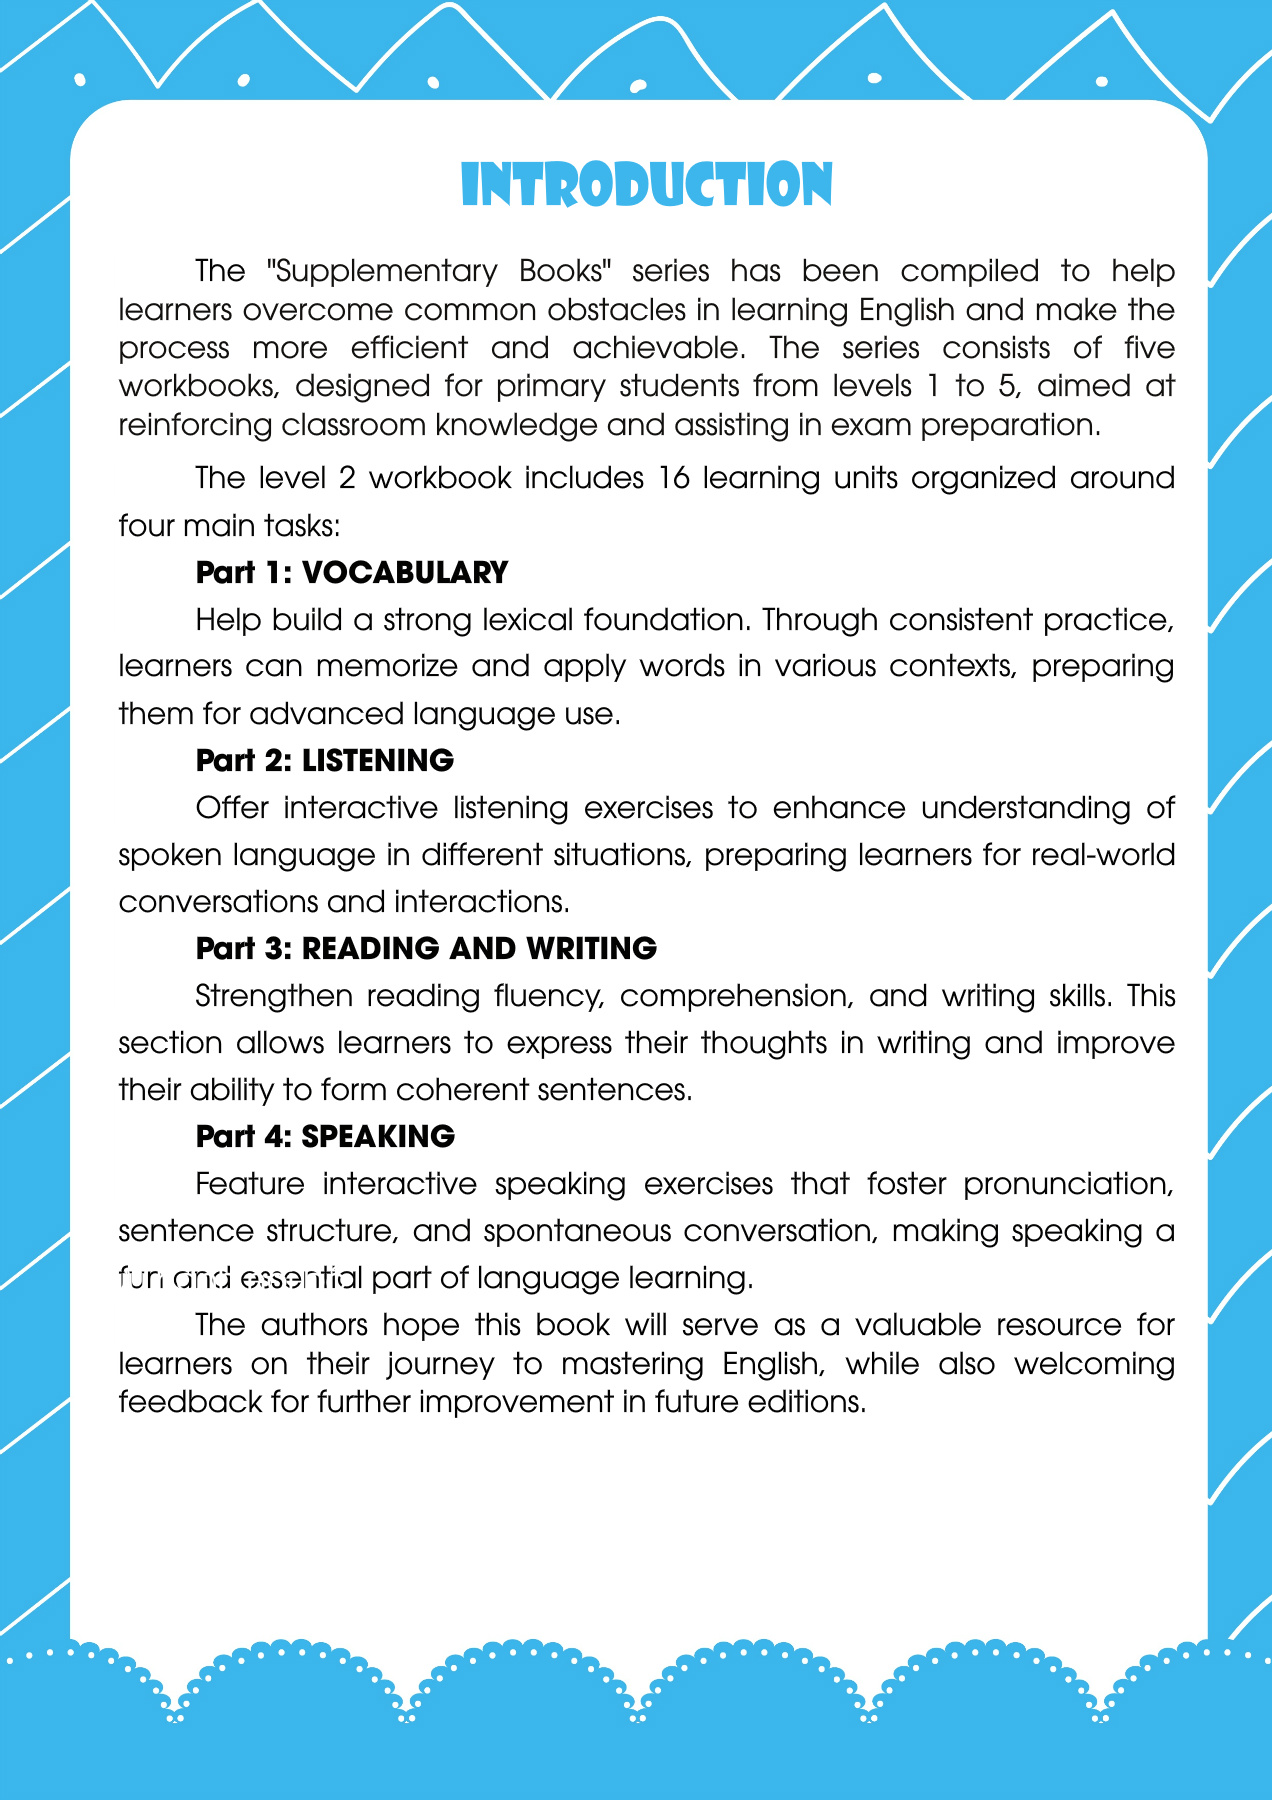 INTRODUCTION
The "Supplementary Books" series has been compiled to help
learners overcome common obstacles in learning English and make the
process more efficient and achievable. The series consists of five
workbooks, designed for primary students from levels 1 to 5, aimed at
reinforcing classroom knowledge and assisting in exam preparation.
The level 2 workbook includes 16 learning units organized around
four main tasks:
Part 1: VOCABULARY
Help build a strong lexical foundation. Through consistent practice,
learners can memorize and apply words in various contexts, preparing
them for advanced language use.
Part 2: LISTENING
Offer interactive listening exercises to enhance understanding of
spoken language in different situations, preparing learners for real-world
conversations and interactions.
Part 3: READING AND WRITING
Strengthen reading fluency, comprehension, and writing skills. This
section allows learners to express their thoughts in writing and improve
their ability to form coherent sentences.
Part 4: SPEAKING
Feature interactive speaking exercises that foster pronunciation,
sentence structure, and spontaneous conversation, making speaking a
fun and essential part of language learning.
The authors hope this book will serve as a valuable resource for
learners on their journey to mastering English, while also welcoming
feedback for further improvement in future editions.